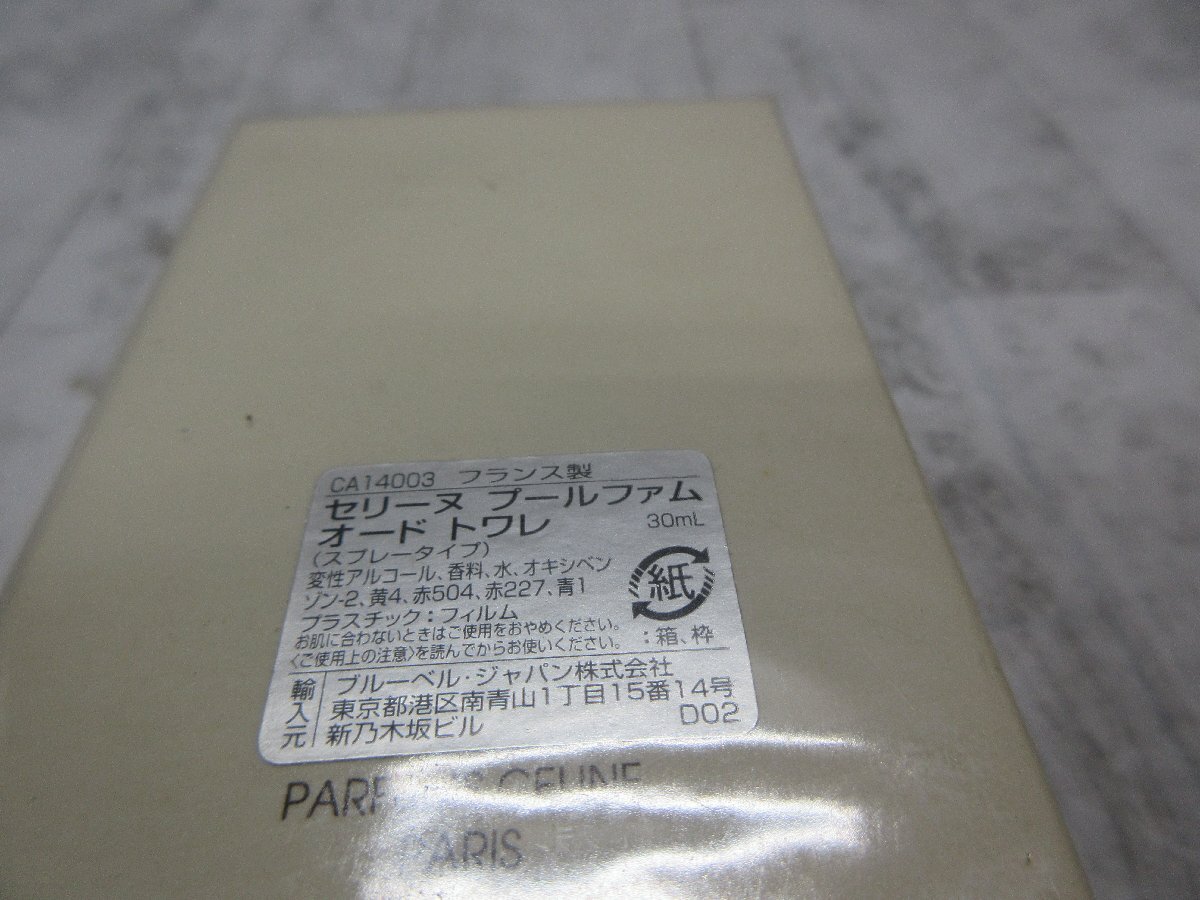 CA14003 フランス製
セリーヌ プールファム
オード トワレ 30mL
(スプレータイプ)
変性アルコール、香料、水、オキシベン
ゾン-2、黄4、赤504、赤227、青1
プラスチック:フィルム
紙
:箱、枠
お肌に合わないときはご使用をおやめください。
〈ご使用上の注意〉を読んでからお使いください。
輸入元
ブルーベル・ジャパン株式会社
東京都港区南青山1丁目15番14号
新乃木坂ビル D02
CELINE
PARIS